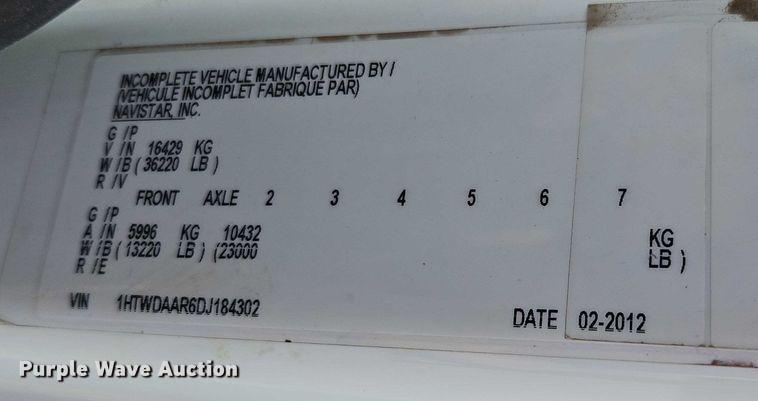 INCOMPLETE VEHICLE MANUFACTURED BY /
(VEHICULE INCOMPLET FABRIQUE PAR)
NAVISTAR, INC.
G /P
V /N 16429 KG
W /B ( 36220 LB )
R /V
FRONT AXLE 2 3 4 5 6 7
G /P
A /N 5996 KG 10432 KG
W /B ( 13220 LB ) (23000 LB )
R /E
VIN 1HTWDAAR6DJ184302 DATE 02-2012
Purple Wave Auction